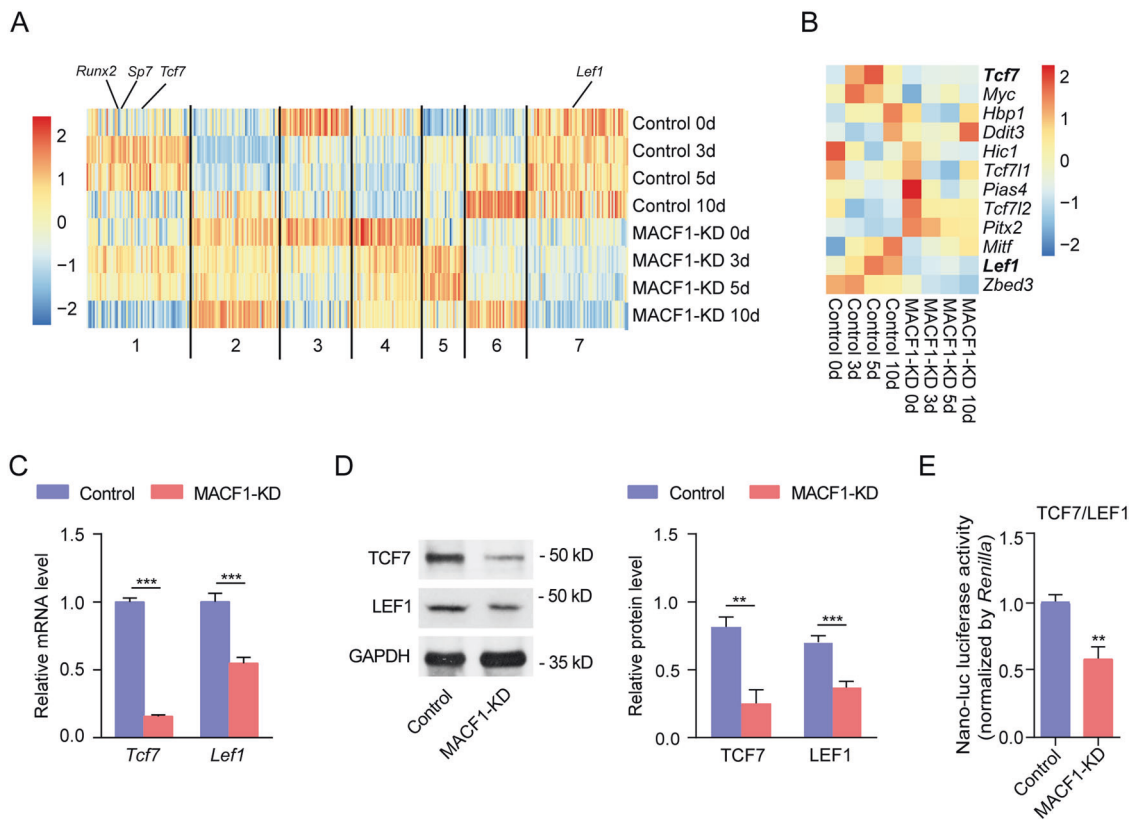 A
Runx2 Sp7 Tcf7 Lef1
2
1
0
−1
−2
Control 0d
Control 3d
Control 5d
Control 10d
MACF1-KD 0d
MACF1-KD 3d
MACF1-KD 5d
MACF1-KD 10d
1 2 3 4 5 6 7
B
Tcf7
Myc
Hbp1
Ddit3
Hic1
Tcf7l1
Pias4
Tcf7l2
Pitx2
Mitf
Lef1
Zbed3
2
1
0
−1
−2
Control 0d
Control 3d
Control 5d
Control 10d
MACF1-KD 0d
MACF1-KD 3d
MACF1-KD 5d
MACF1-KD 10d
C
Control MACF1-KD
Relative mRNA level
1.5
1.0
0.5
0.0
*** ***
Tcf7 Lef1
D
TCF7 - 50 kD
LEF1 - 50 kD
GAPDH - 35 kD
Control MACF1-KD
Control MACF1-KD
Relative protein level
1.5
1.0
0.5
0.0
** ***
TCF7 LEF1
E
TCF7/LEF1
Nano-luc luciferase activity
(normalized by Renilla)
1.5
1.0
0.5
0.0
**
Control
MACF1-KD